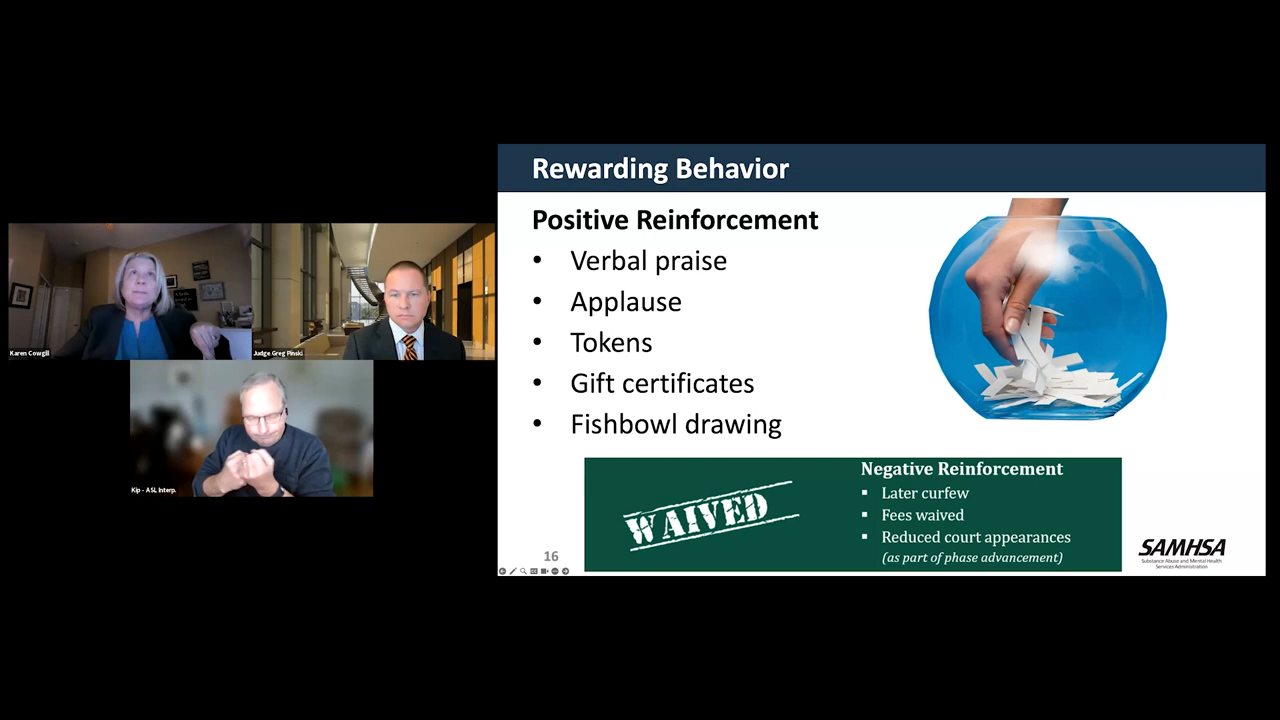 Rewarding Behavior
Positive Reinforcement
• Verbal praise
• Applause
• Tokens
• Gift certificates
• Fishbowl drawing
WAIVED
Negative Reinforcement
▪ Later curfew
▪ Fees waived
▪ Reduced court appearances
(as part of phase advancement)
16
SAMHSA
Substance Abuse and Mental Health
Services Administration
Karen Cowgill
Judge Greg Pinski
Kip - ASL Interp.